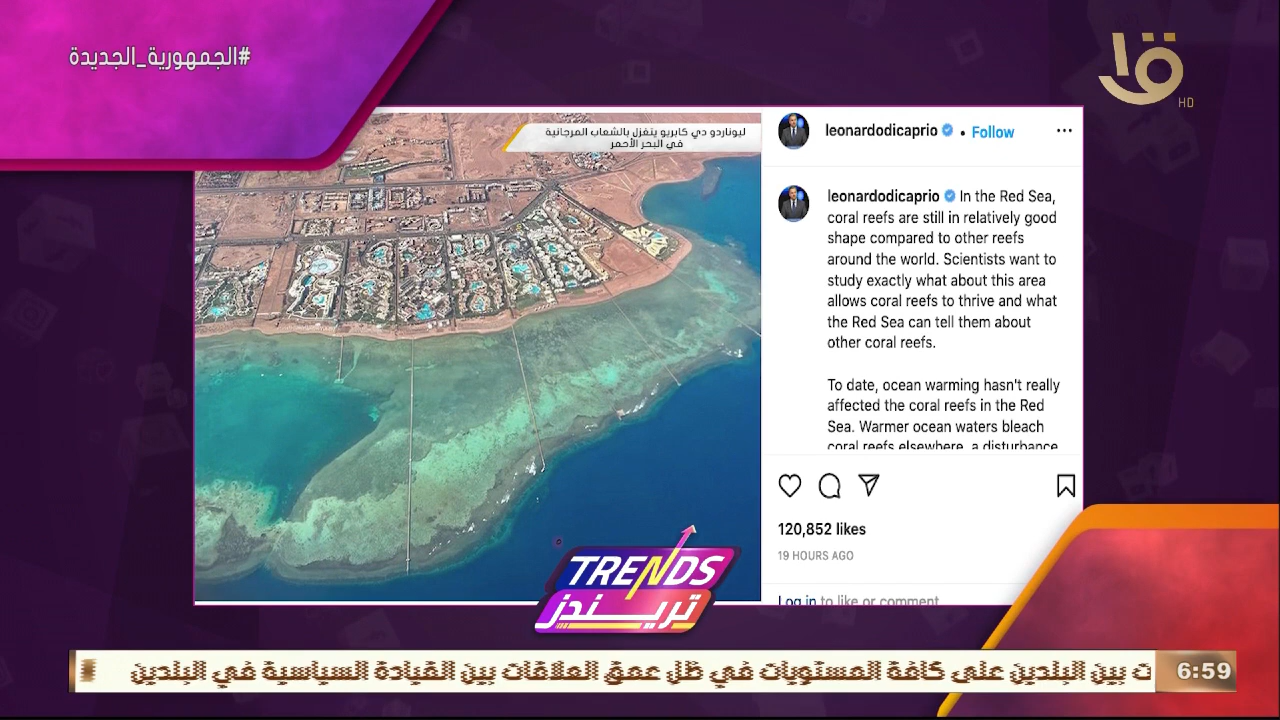 #الجمهورية_الجديدة
HD
ليوناردو دي كابريو يتغزل بالشعاب المرجانية
في البحر الأحمر
leonardodicaprio • Follow
leonardodicaprio In the Red Sea,
coral reefs are still in relatively good
shape compared to other reefs
around the world. Scientists want to
study exactly what about this area
allows coral reefs to thrive and what
the Red Sea can tell them about
other coral reefs.
To date, ocean warming hasn't really
affected the coral reefs in the Red
Sea. Warmer ocean waters bleach
coral reefs elsewhere, a disturbance
120,852 likes
19 HOURS AGO
Log in to like or comment
TRENDS
تريندز
ت بين البلدين على كافة المستويات في ظل عمق العلاقات بين القيادة السياسية في البلدين
6:59